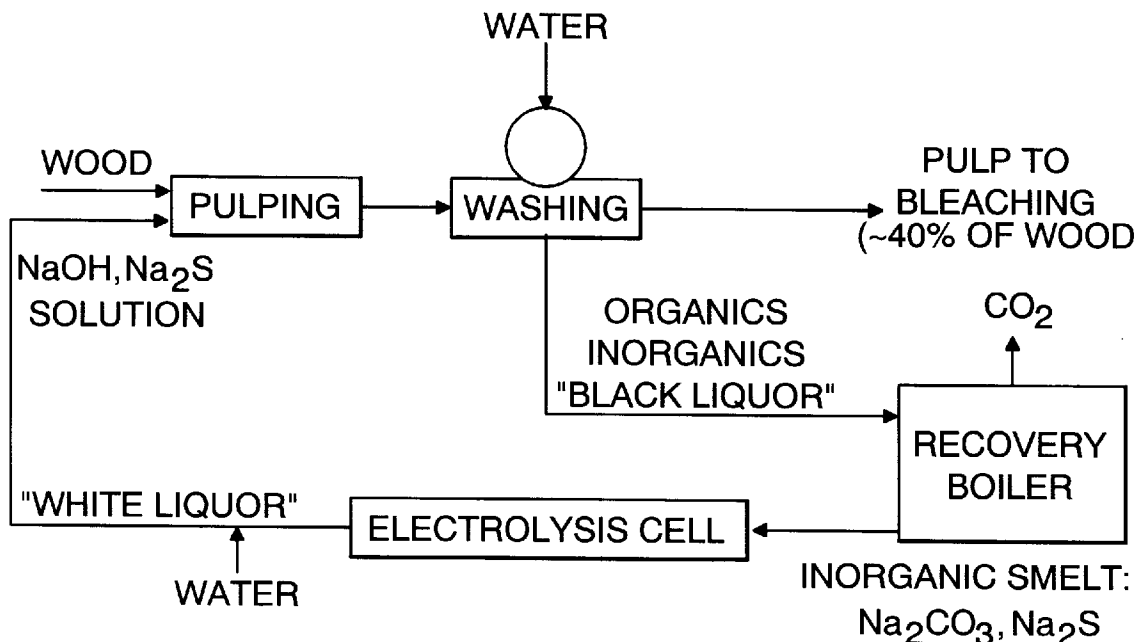 WATER
WOOD
PULPING
WASHING
PULP TO
BLEACHING
(~40% OF WOOD
NaOH, Na2S
SOLUTION
ORGANICS
INORGANICS
"BLACK LIQUOR"
CO2
RECOVERY
BOILER
"WHITE LIQUOR"
ELECTROLYSIS CELL
WATER
INORGANIC SMELT:
Na2CO3, Na2S